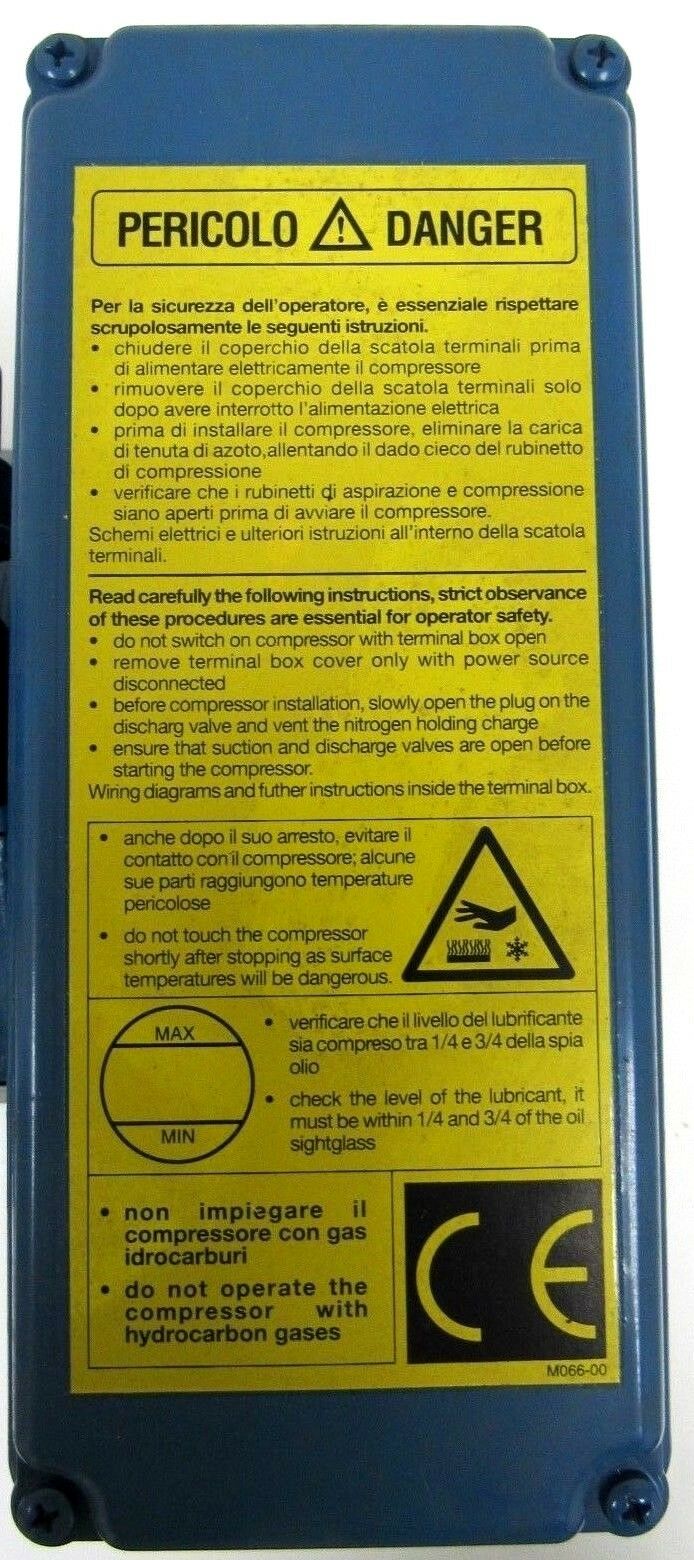 PERICOLO ! DANGER
Per la sicurezza dell'operatore, è essenziale rispettare
scrupolosamente le seguenti istruzioni.
• chiudere il coperchio della scatola terminali prima
di alimentare elettricamente il compressore
• rimuovere il coperchio della scatola terminali solo
dopo avere interrotto l'alimentazione elettrica
• prima di installare il compressore, eliminare la carica
di tenuta di azoto,allentando il dado cieco del rubinetto
di compressione
• verificare che i rubinetti di aspirazione e compressione
siano aperti prima di avviare il compressore.
Schemi elettrici e ulteriori istruzioni all'interno della scatola
terminali.
Read carefully the following instructions, strict observance
of these procedures are essential for operator safety.
• do not switch on compressor with terminal box open
• remove terminal box cover only with power source
disconnected
• before compressor installation, slowly open the plug on the
discharg valve and vent the nitrogen holding charge
• ensure that suction and discharge valves are open before
starting the compressor.
Wiring diagrams and futher instructions inside the terminal box.
• anche dopo il suo arresto, evitare il
contatto con il compressore; alcune
sue parti raggiungono temperature
pericolose
• do not touch the compressor
shortly after stopping as surface
temperatures will be dangerous.
MAX
MIN
• verificare che il livello del lubrificante
sia compreso tra 1/4 e 3/4 della spia
olio
• check the level of the lubricant, it
must be within 1/4 and 3/4 of the oil
sightglass
• non impiegare il
compressore con gas
idrocarburi
• do not operate the
compressor with
hydrocarbon gases
CE
M066-00